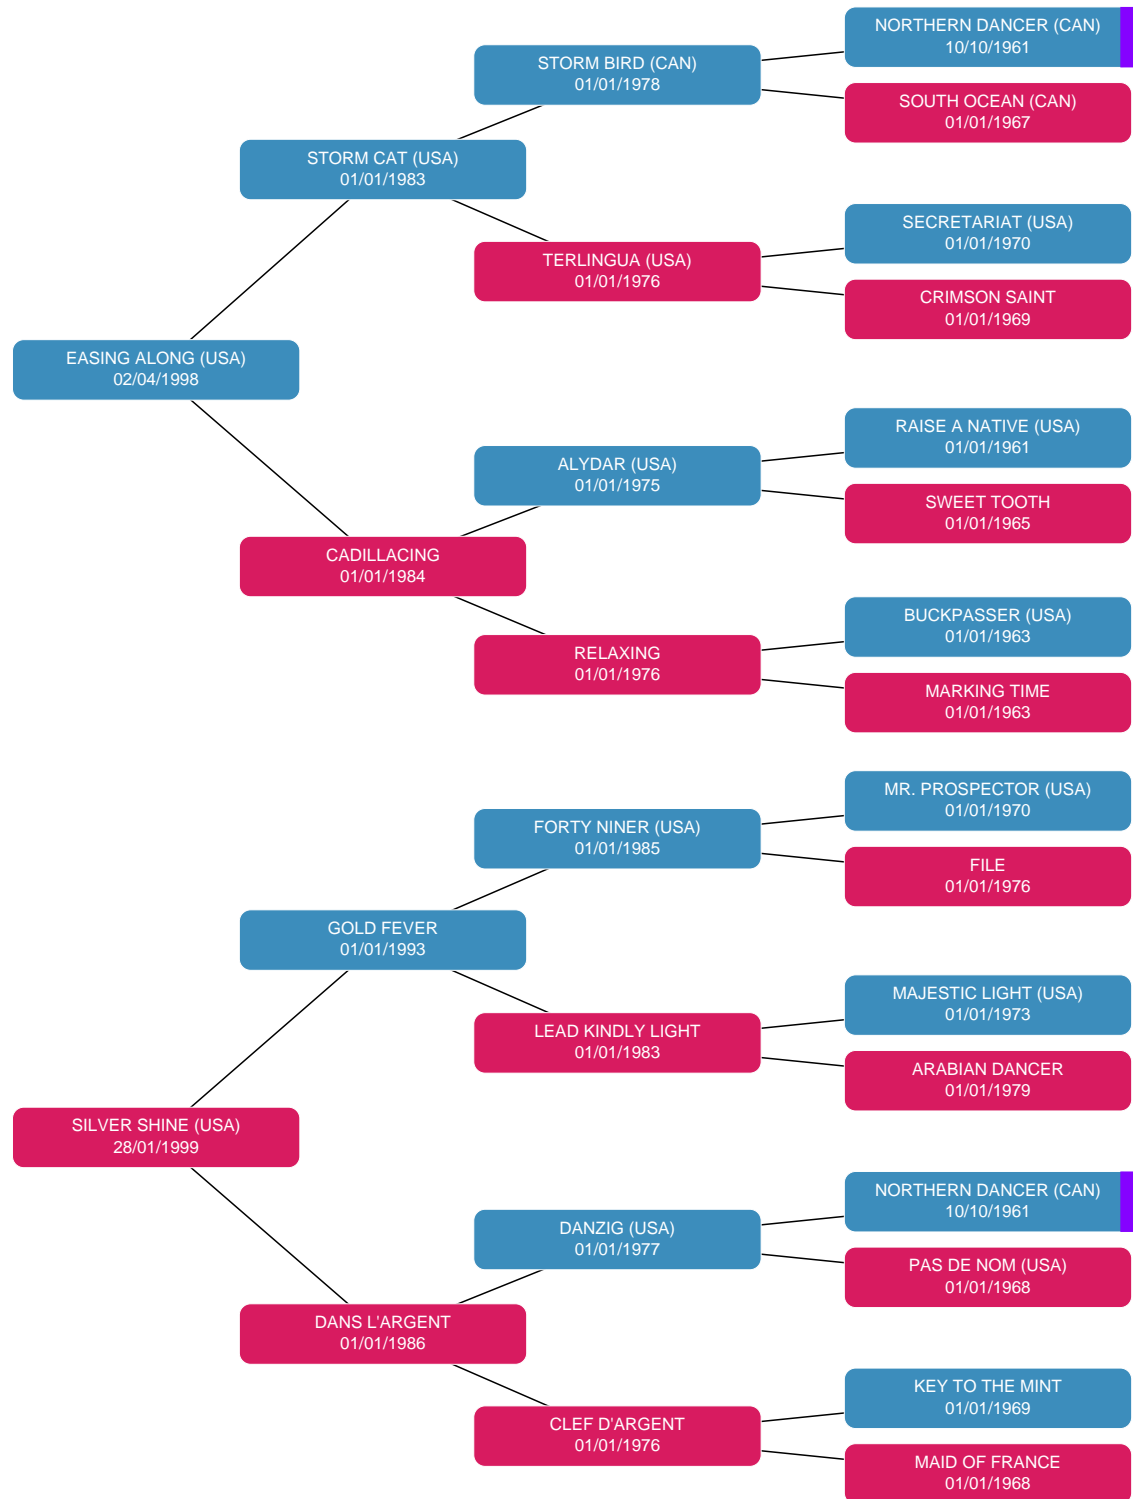 NORTHERN DANCER (CAN)
10/10/1961
STORM BIRD (CAN)
01/01/1978
SOUTH OCEAN (CAN)
01/01/1967
STORM CAT (USA)
01/01/1983
SECRETARIAT (USA)
01/01/1970
TERLINGUA (USA)
01/01/1976
CRIMSON SAINT
01/01/1969
EASING ALONG (USA)
02/04/1998
RAISE A NATIVE (USA)
01/01/1961
ALYDAR (USA)
01/01/1975
SWEET TOOTH
01/01/1965
CADILLACING
01/01/1984
BUCKPASSER (USA)
01/01/1963
RELAXING
01/01/1976
MARKING TIME
01/01/1963
MR. PROSPECTOR (USA)
01/01/1970
FORTY NINER (USA)
01/01/1985
FILE
01/01/1976
GOLD FEVER
01/01/1993
MAJESTIC LIGHT (USA)
01/01/1973
LEAD KINDLY LIGHT
01/01/1983
ARABIAN DANCER
01/01/1979
SILVER SHINE (USA)
28/01/1999
NORTHERN DANCER (CAN)
10/10/1961
DANZIG (USA)
01/01/1977
PAS DE NOM (USA)
01/01/1968
DANS L'ARGENT
01/01/1986
KEY TO THE MINT
01/01/1969
CLEF D'ARGENT
01/01/1976
MAID OF FRANCE
01/01/1968